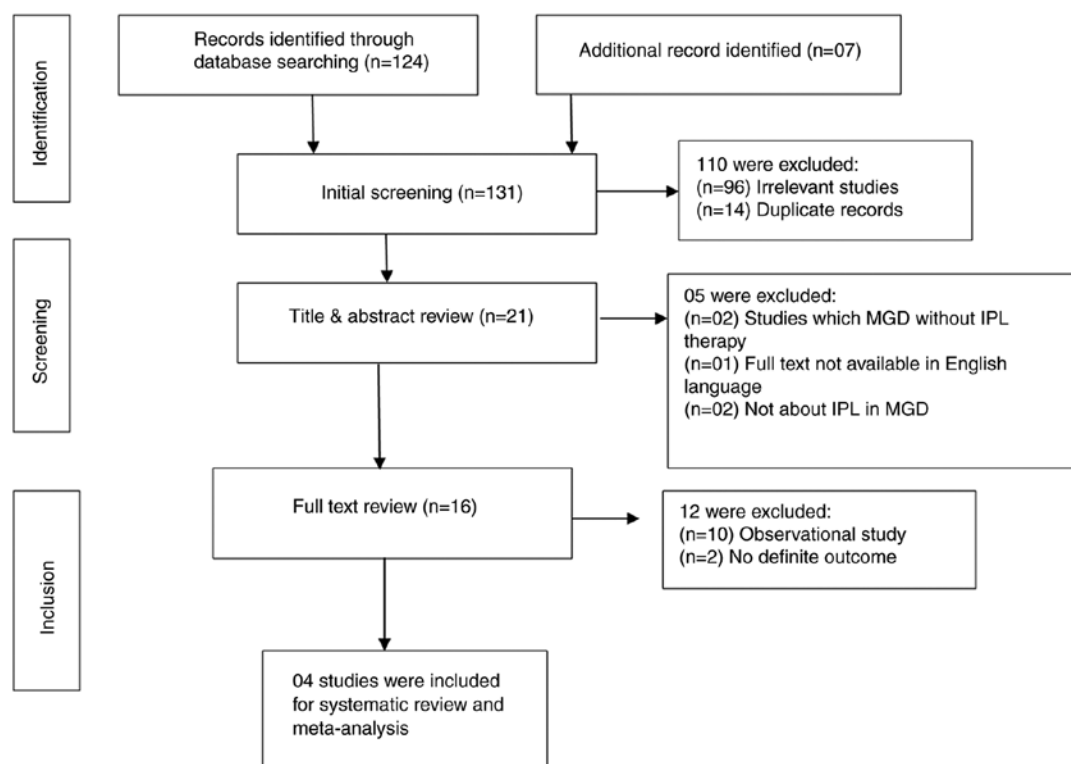 Identification
Records identified through
database searching (n=124)
Additional record identified (n=07)
Initial screening (n=131)
110 were excluded:
(n=96) Irrelevant studies
(n=14) Duplicate records
Screening
Title & abstract review (n=21)
05 were excluded:
(n=02) Studies which MGD without IPL
therapy
(n=01) Full text not available in English
language
(n=02) Not about IPL in MGD
Inclusion
Full text review (n=16)
12 were excluded:
(n=10) Observational study
(n=2) No definite outcome
04 studies were included
for systematic review and
meta-analysis